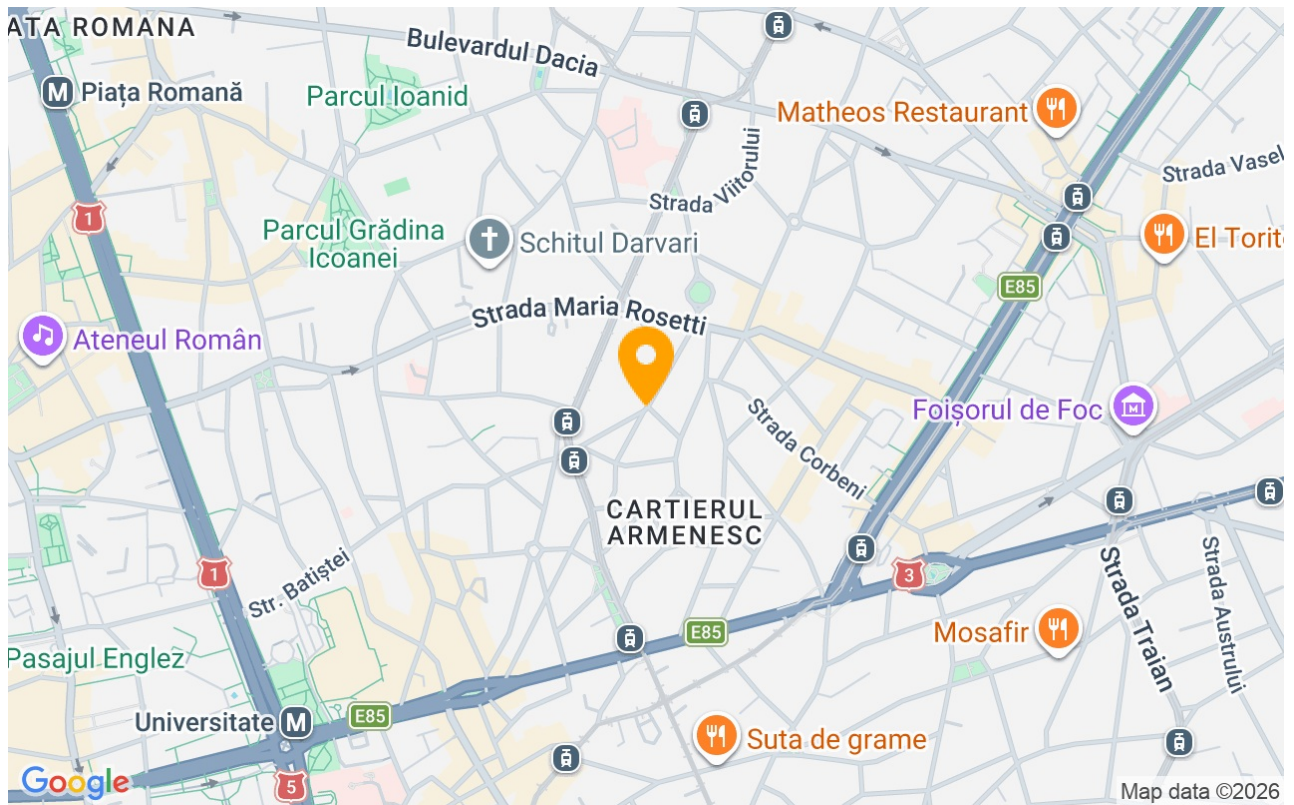 ATA ROMANA
Bulevardul Dacia
M Piața Romană
Parcul Ioanid
Matheos Restaurant
Strada Viitorului
Strada Vasel
1
Parcul Grădina
Icoanei
Schitul Darvari
El Torit
E85
Strada Maria Rosetti
Ateneul Român
Foișorul de Foc
M
Strada Corbeni
CARTIERUL
ARMENESC
Str. Batiștei
1
3
Strada Traian
Strada Austrului
E85
Mosafir
Pasajul Englez
Universitate M
E85
Suta de grame
Google
5
Map data ©2026